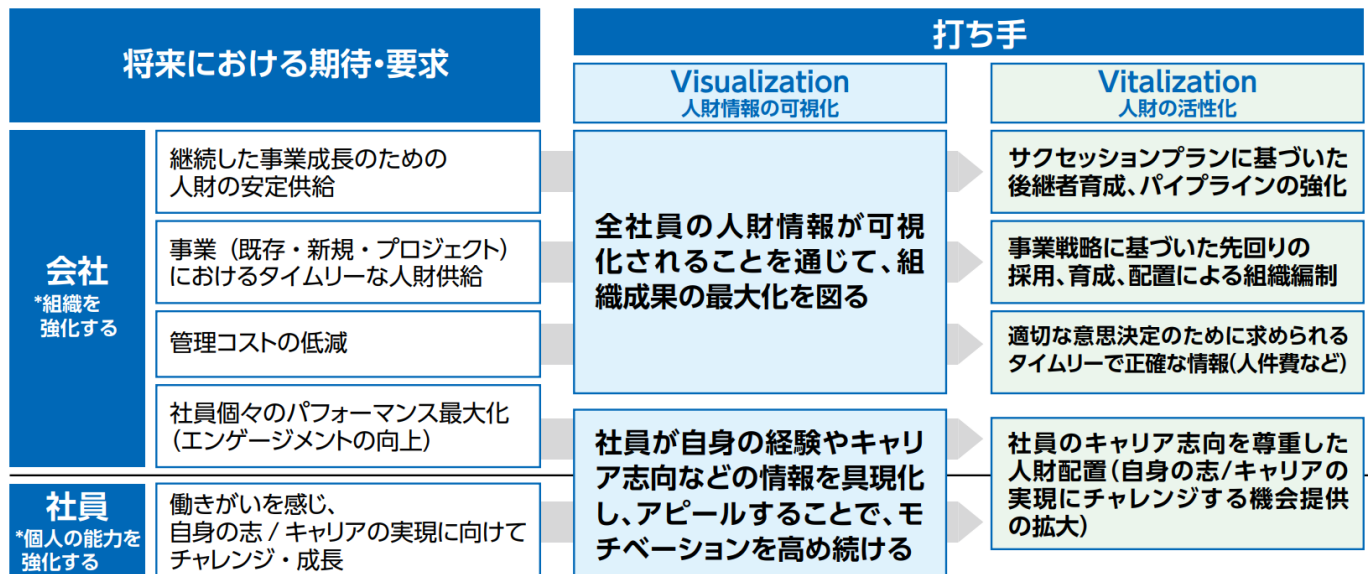 将来における期待・要求
打ち手
Visualization
人財情報の可視化
Vitalization
人財の活性化
会社
*組織を
強化する
継続した事業成長のための
人財の安定供給
事業（既存・新規・プロジェクト）
におけるタイムリーな人財供給
管理コストの低減
社員個々のパフォーマンス最大化
（エンゲージメントの向上）
全社員の人財情報が可視
化されることを通じて、組
織成果の最大化を図る
サクセッションプランに基づいた
後継者育成、パイプラインの強化
事業戦略に基づいた先回りの
採用、育成、配置による組織編制
適切な意思決定のために求められる
タイムリーで正確な情報(人件費など)
社員
*個人の能力を
強化する
働きがいを感じ、
自身の志 / キャリアの実現に向けて
チャレンジ・成長
社員が自身の経験やキャリ
ア志向などの情報を具現化
し、アピールすることで、モ
チベーションを高め続ける
社員のキャリア志向を尊重した
人財配置（自身の志/キャリアの
実現にチャレンジする機会提供
の拡大）